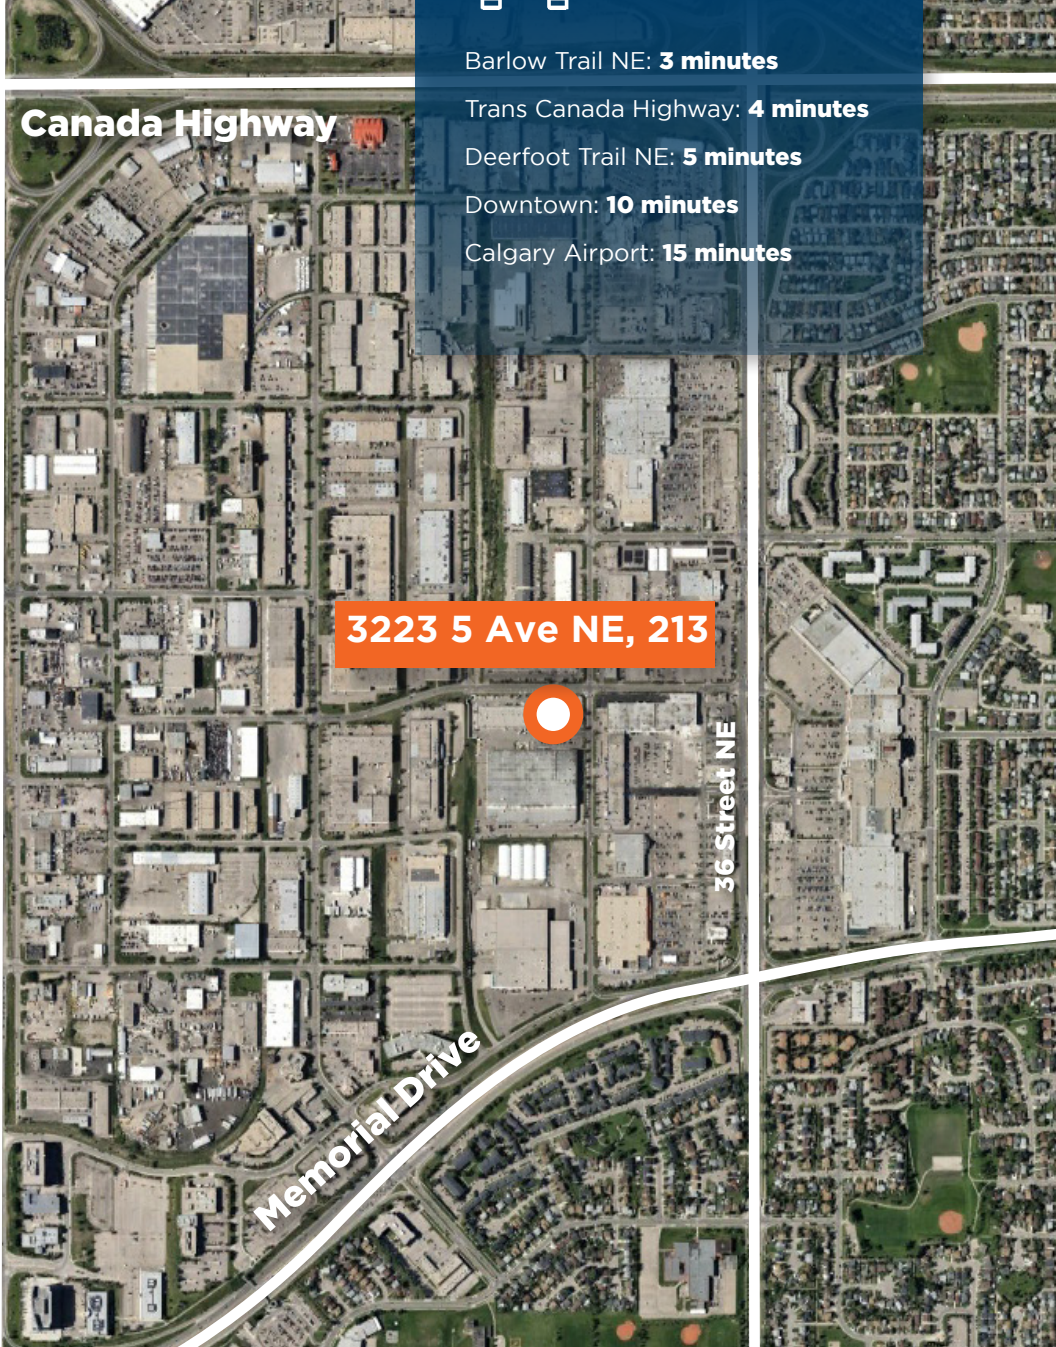 Barlow Trail NE: 3 minutes
Trans Canada Highway: 4 minutes
Deerfoot Trail NE: 5 minutes
Downtown: 10 minutes
Calgary Airport: 15 minutes
Canada Highway
3223 5 Ave NE, 213
36 Street NE
Memorial Drive